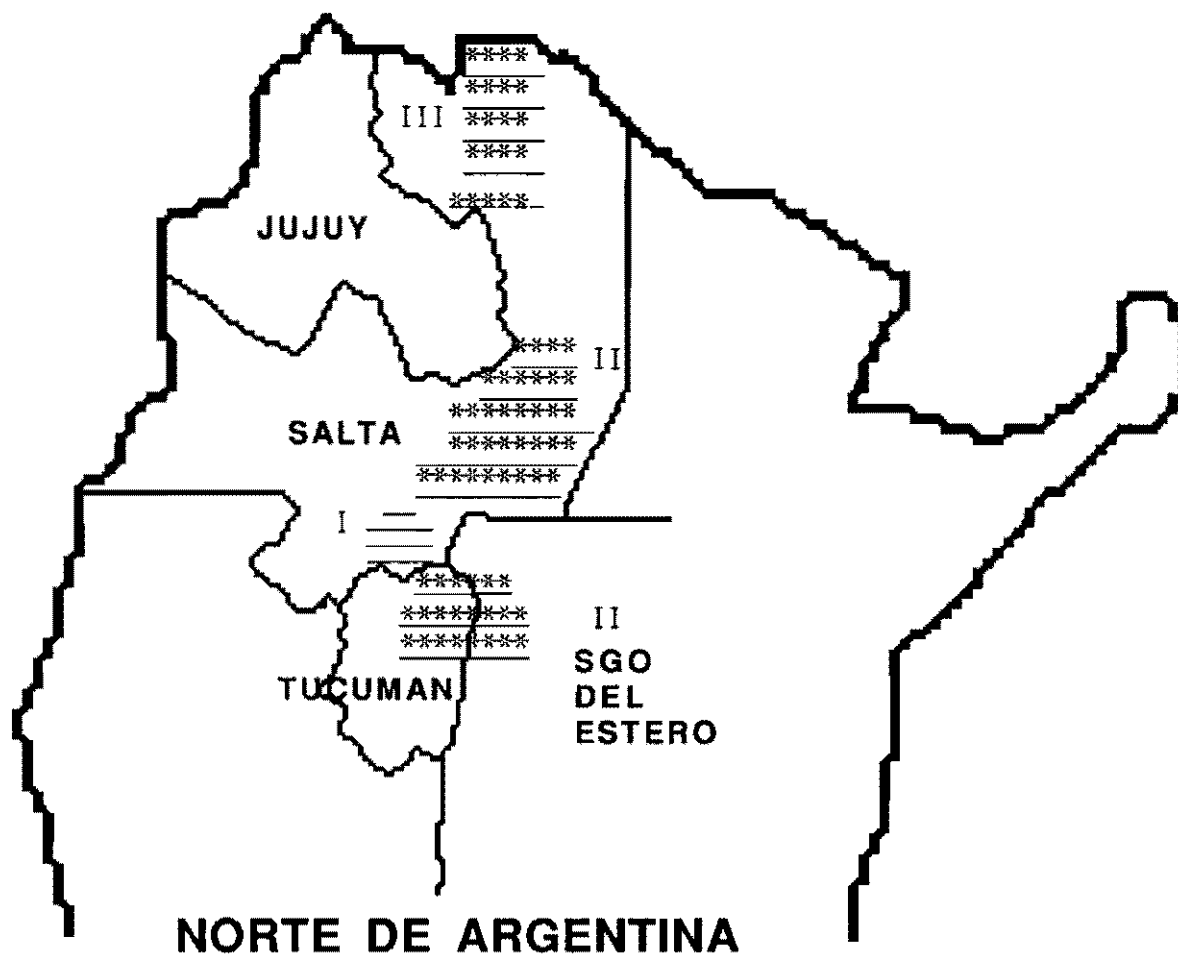 III
JUJUY
II
SALTA
I
II
SGO
DEL
ESTERO
TUCUMAN
NORTE DE ARGENTINA